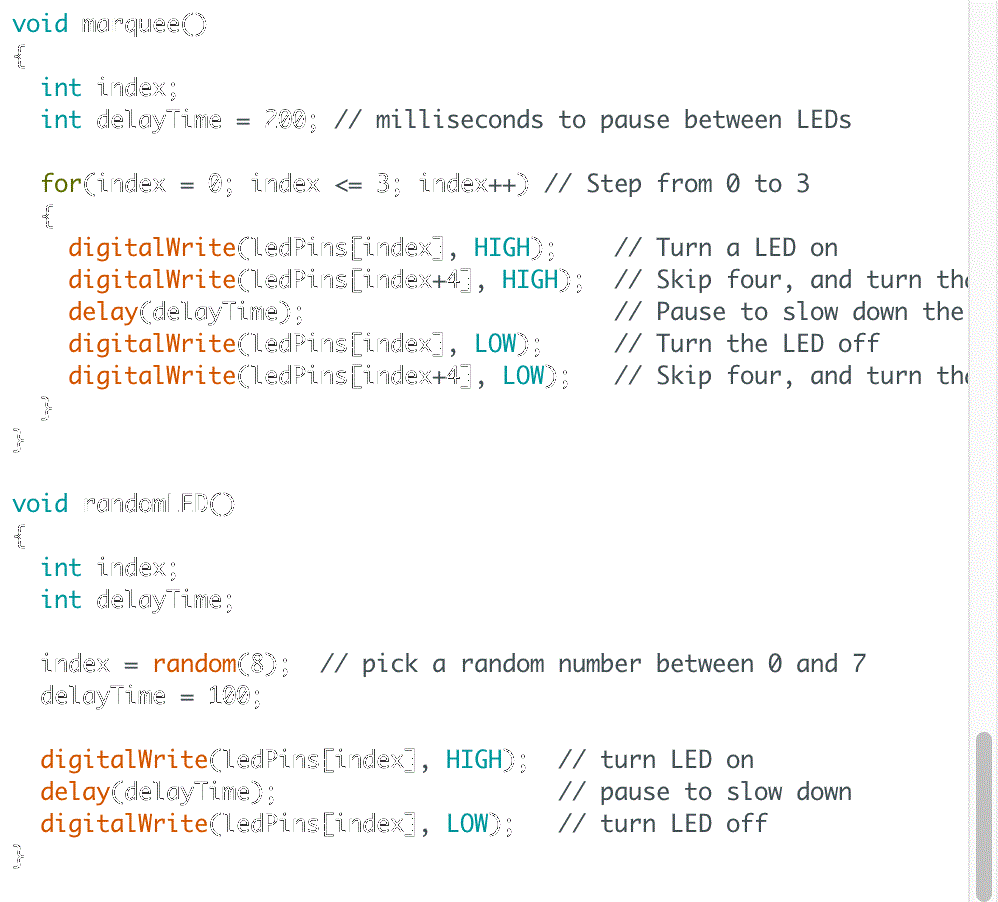 void marquee()
{
int index;
int delayTime = 200; // milliseconds to pause between LEDs
for(index = 0; index <= 3; index++) // Step from 0 to 3
{
digitalWrite(ledPins[index], HIGH); // Turn a LED on
digitalWrite(ledPins[index+4], HIGH); // Skip four, and turn
delay(delayTime); // Pause to slow down the
digitalWrite(ledPins[index], LOW); // Turn the LED off
digitalWrite(ledPins[index+4], LOW); // Skip four, and turn
}
}
void randomLED()
{
int index;
int delayTime;
index = random(8); // pick a random number between 0 and 7
delayTime = 100;
digitalWrite(ledPins[index], HIGH); // turn LED on
delay(delayTime); // pause to slow down
digitalWrite(ledPins[index], LOW); // turn LED off
}